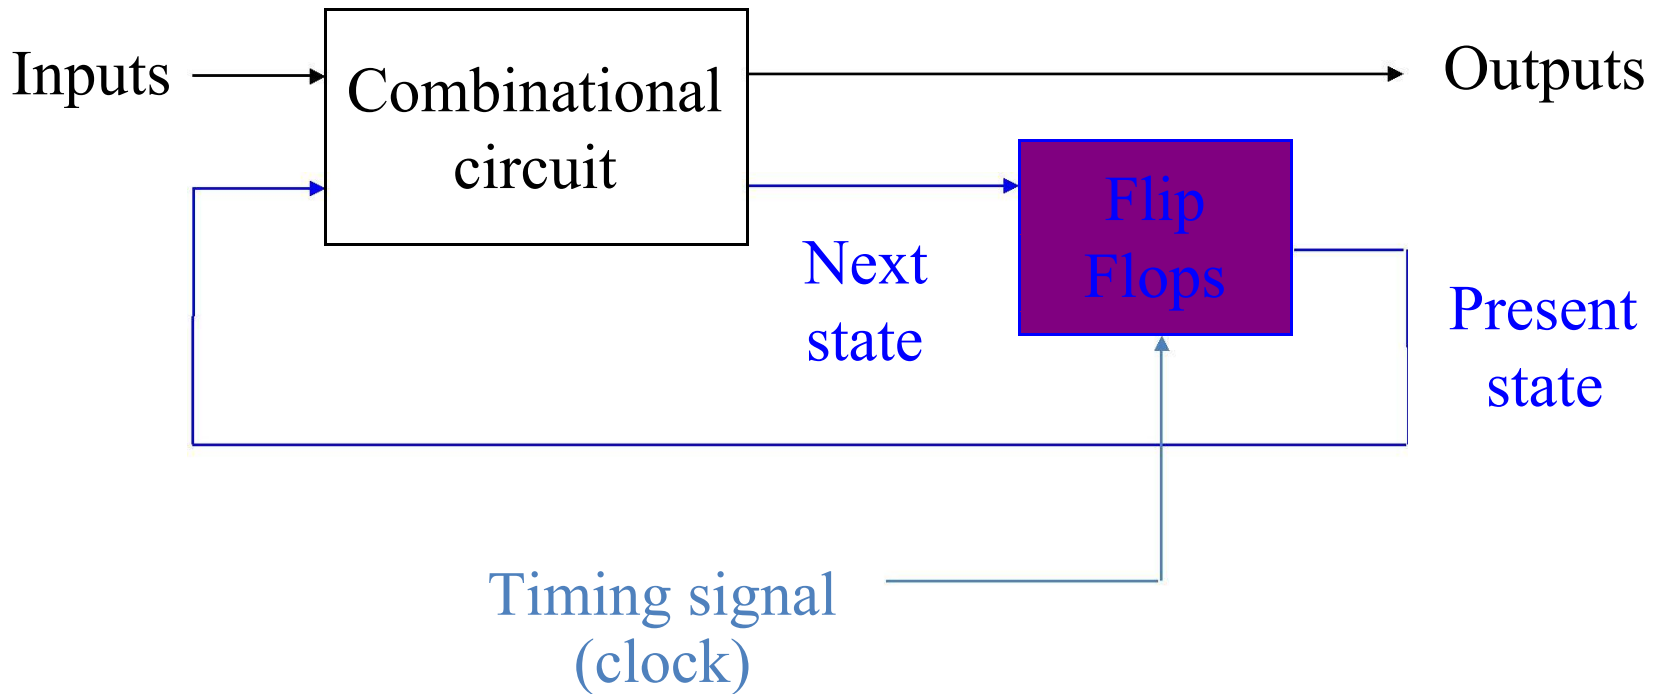 Inputs
Combinational
circuit
Outputs
Flip
Flops
Next
state
Present
state
Timing signal
(clock)